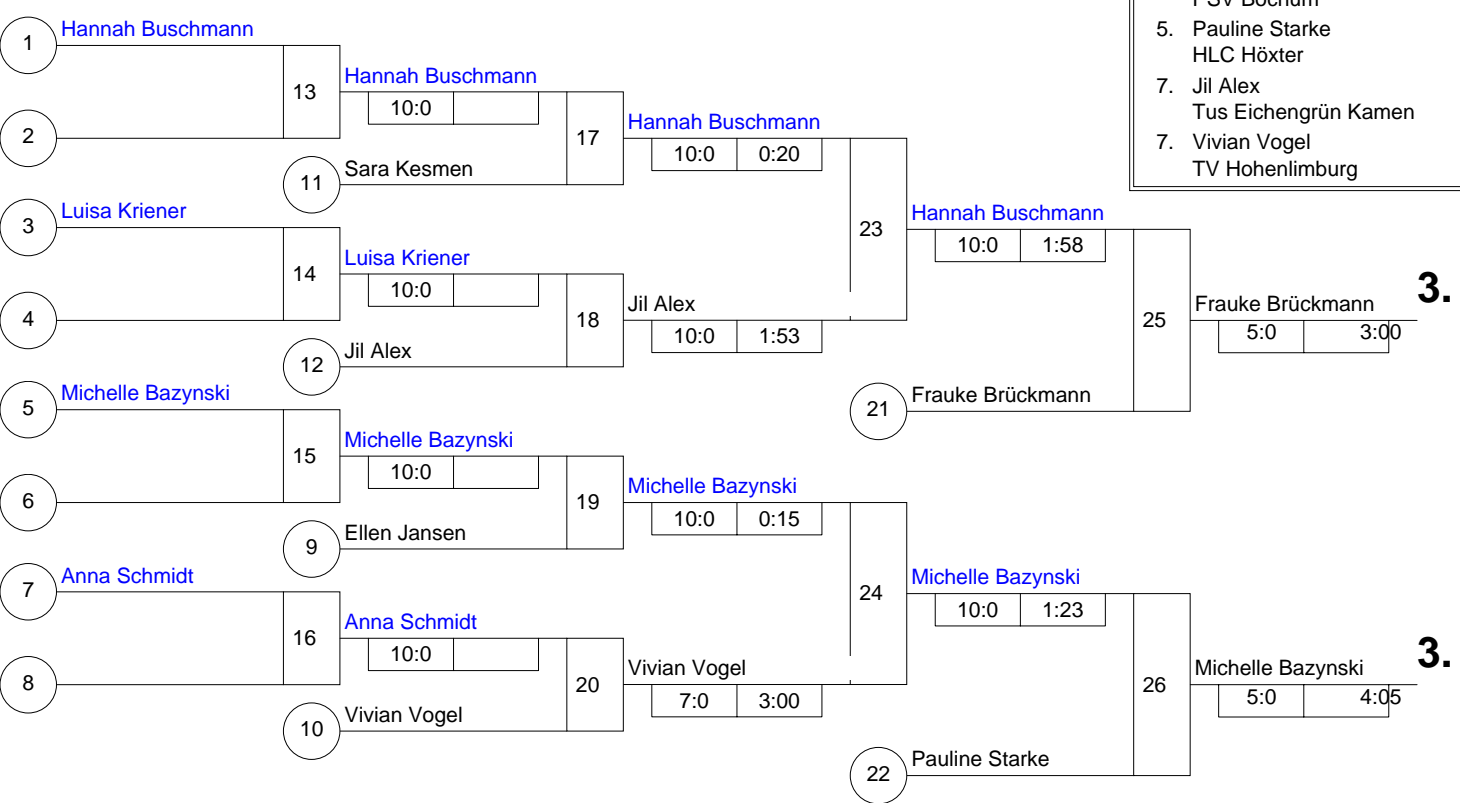 PSV Bochum
5. Pauline Starke
HLC Höxter
7. Jil Alex
Tus Eichengrün Kamen
7. Vivian Vogel
TV Hohenlimburg
1 Hannah Buschmann
2
13
Hannah Buschmann
10:0
11 Sara Kesmen
17
Hannah Buschmann
10:0 0:20
3 Luisa Kriener
4
14
Luisa Kriener
10:0
12 Jil Alex
18
Jil Alex
10:0 1:53
23
Hannah Buschmann
10:0 1:58
21 Frauke Brückmann
25
Frauke Brückmann
5:0 3:00
3.
5 Michelle Bazynski
6
15
Michelle Bazynski
10:0
9 Ellen Jansen
19
Michelle Bazynski
10:0 0:15
7 Anna Schmidt
8
16
Anna Schmidt
10:0
10 Vivian Vogel
20
Vivian Vogel
7:0 3:00
24
Michelle Bazynski
10:0 1:23
22 Pauline Starke
26
Michelle Bazynski
5:0 4:05
3.